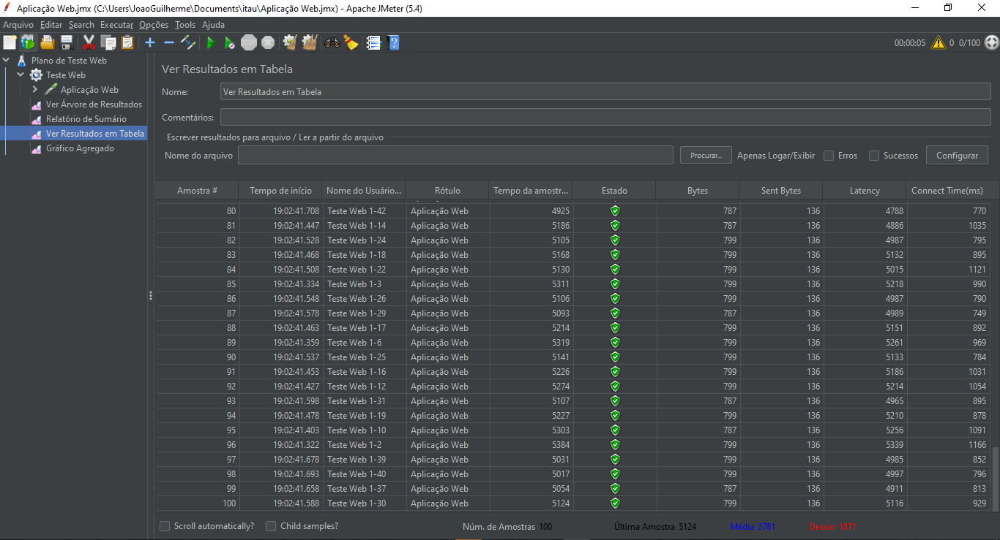 Aplicação Web.jmx (C:\Users\JoaoGuilherme\Documents\itau\Aplicação Web.jmx) - Apache JMeter (5.4)
Arquivo Editar Search Executar Opções Tools Ajuda
00:00:05 0 0/100
Plano de Teste Web
Teste Web
Aplicação Web
Ver Árvore de Resultados
Relatório de Sumário
Ver Resultados em Tabela
Gráfico Agregado
Ver Resultados em Tabela
Nome: Ver Resultados em Tabela
Comentários:
Escrever resultados para arquivo / Ler a partir do arquivo
Nome do arquivo Procurar... Apenas Logar/Exibir Erros Sucessos Configurar
Amostra # Tempo de início Nome do Usuário... Rótulo Tempo da amostr... Estado Bytes Sent Bytes Latency Connect Time(ms)
80 19:02:41.708 Teste Web 1-42 Aplicação Web 4925 787 136 4788 770
81 19:02:41.447 Teste Web 1-14 Aplicação Web 5186 787 136 4886 1035
82 19:02:41.528 Teste Web 1-24 Aplicação Web 5105 799 136 4987 795
83 19:02:41.468 Teste Web 1-18 Aplicação Web 5168 799 136 5132 895
84 19:02:41.508 Teste Web 1-22 Aplicação Web 5130 799 136 5015 1121
85 19:02:41.334 Teste Web 1-3 Aplicação Web 5311 799 136 5218 990
86 19:02:41.548 Teste Web 1-26 Aplicação Web 5106 799 136 4987 790
87 19:02:41.578 Teste Web 1-29 Aplicação Web 5093 787 136 4989 749
88 19:02:41.463 Teste Web 1-17 Aplicação Web 5214 799 136 5151 892
89 19:02:41.359 Teste Web 1-6 Aplicação Web 5319 799 136 5261 969
90 19:02:41.537 Teste Web 1-25 Aplicação Web 5141 799 136 5133 784
91 19:02:41.453 Teste Web 1-16 Aplicação Web 5226 799 136 5186 1031
92 19:02:41.427 Teste Web 1-12 Aplicação Web 5274 799 136 5214 1054
93 19:02:41.598 Teste Web 1-31 Aplicação Web 5107 787 136 4965 895
94 19:02:41.478 Teste Web 1-19 Aplicação Web 5227 799 136 5210 878
95 19:02:41.403 Teste Web 1-10 Aplicação Web 5303 787 136 5256 1091
96 19:02:41.322 Teste Web 1-2 Aplicação Web 5384 799 136 5339 1166
97 19:02:41.678 Teste Web 1-39 Aplicação Web 5031 799 136 4985 852
98 19:02:41.693 Teste Web 1-40 Aplicação Web 5017 799 136 4997 796
99 19:02:41.658 Teste Web 1-37 Aplicação Web 5054 787 136 4911 813
100 19:02:41.588 Teste Web 1-30 Aplicação Web 5124 799 136 5116 929
Scroll automatically? Child samples? Núm. de Amostras 100 Última Amostra 5124 Média 2781 Desvio 1871